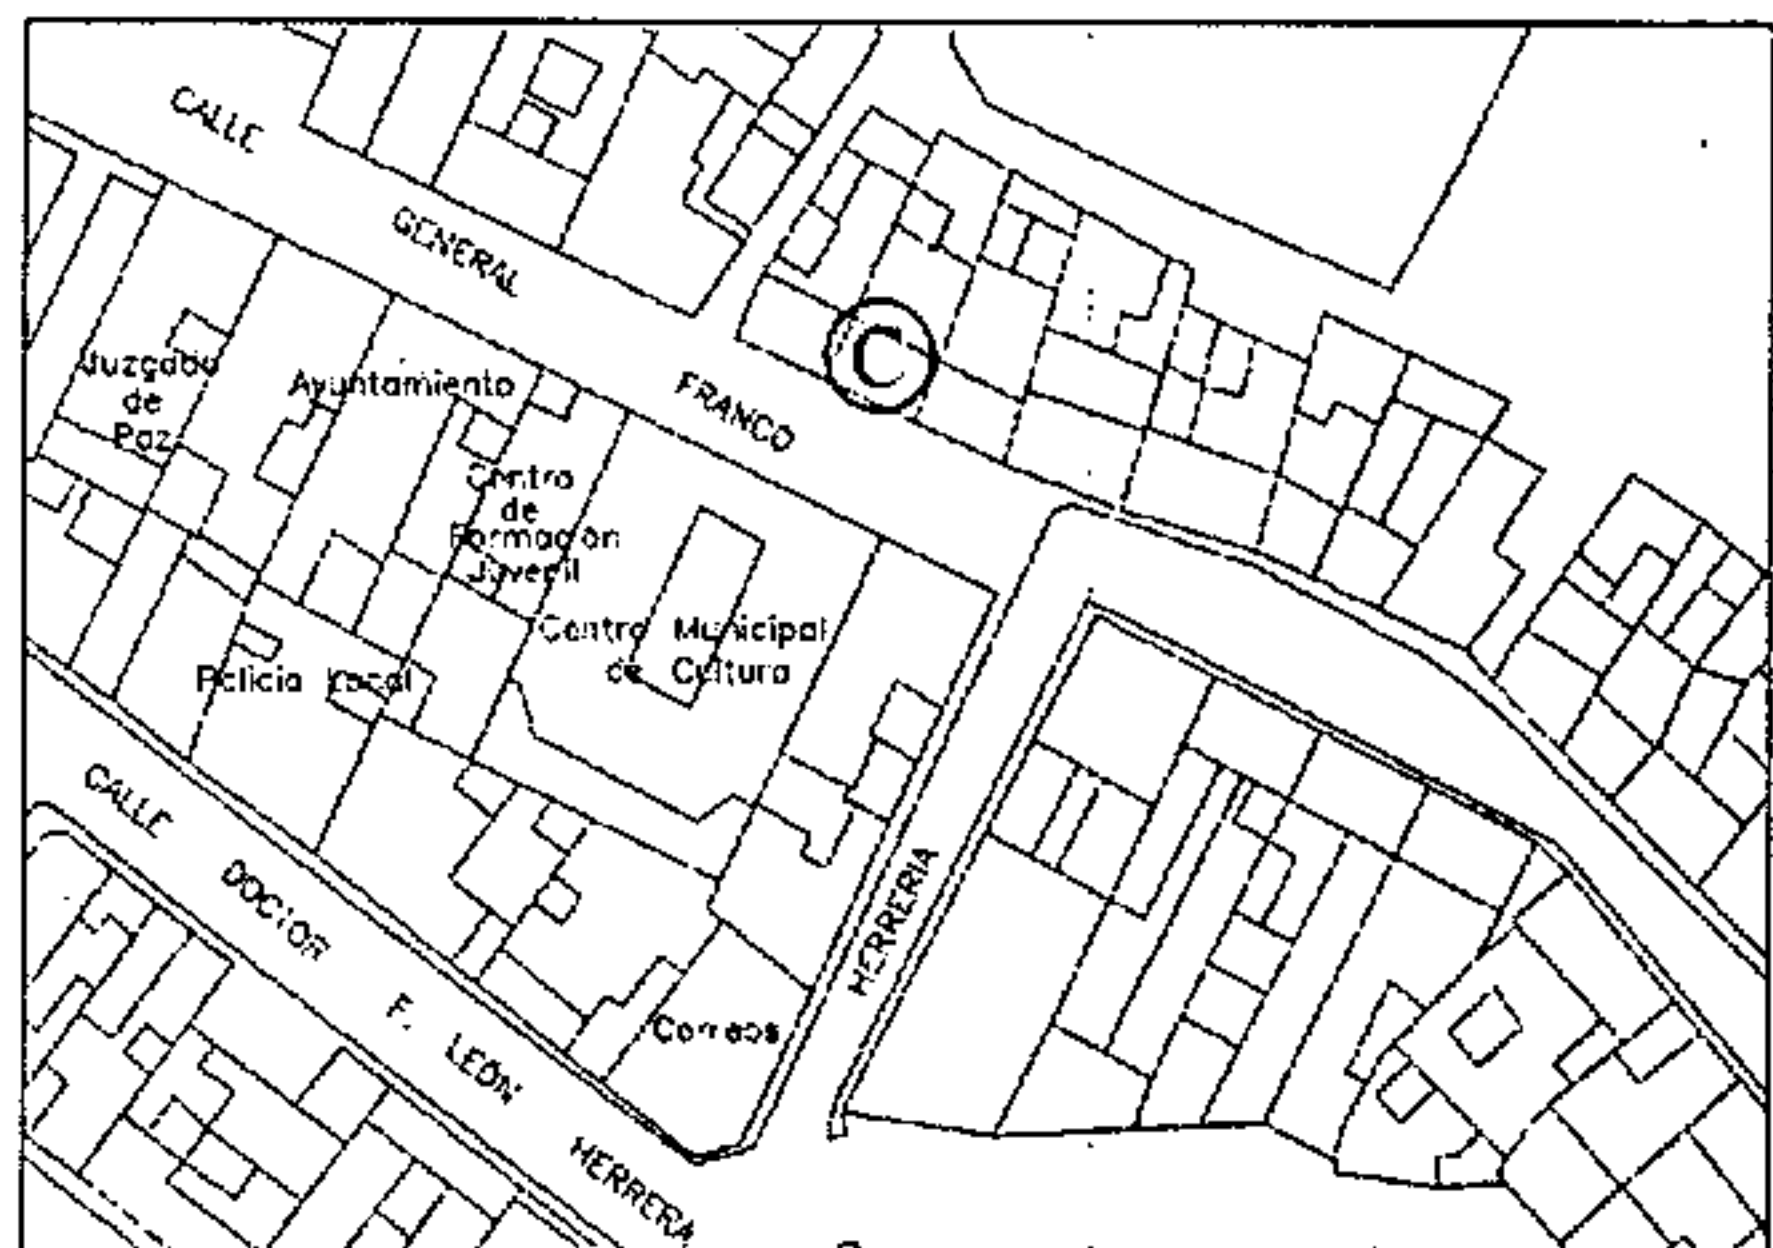 CALLE
GENERAL
FRANCO
C
Juzgado
de
Paz
Ayuntamiento
Centro
de
Formación
Juvenil
Centro Municipal
de Cultura
Policia Local
CALLE
DOCTOR
F. LEÓN
HERRERA
HERRERIA
Correos